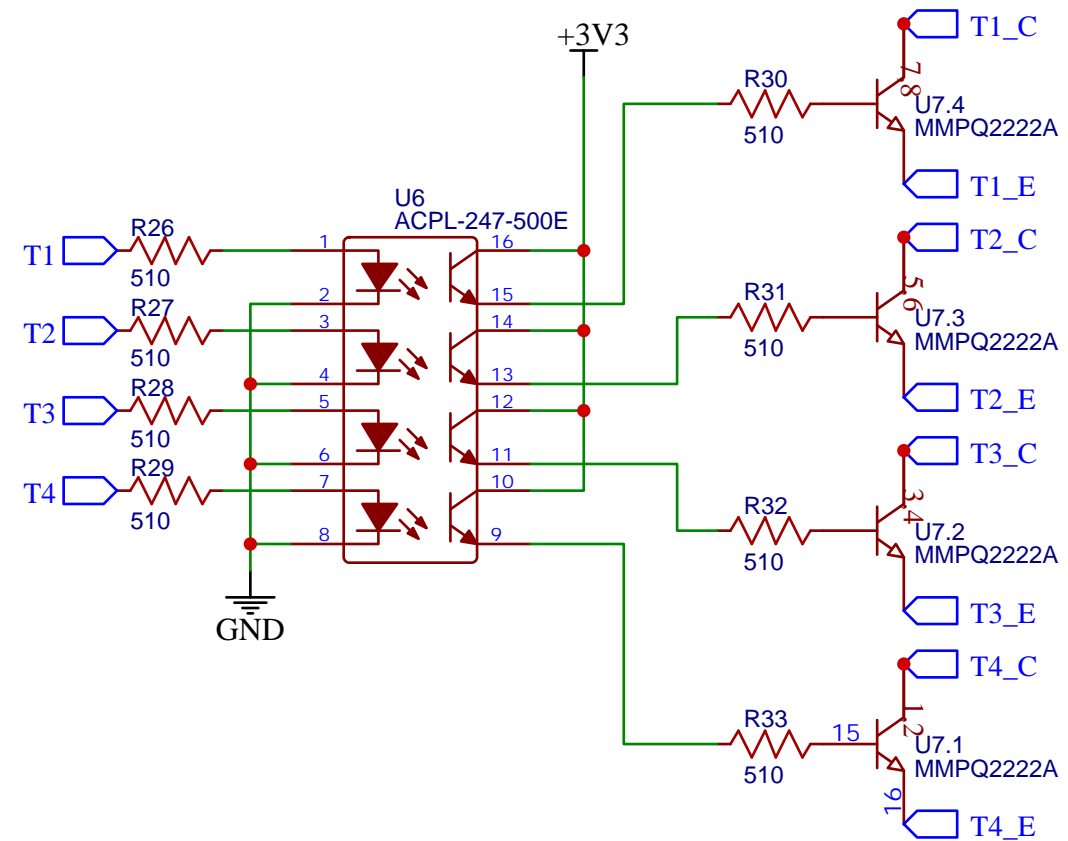 +3V3
T1_C
R30
7
8
U7.4
510
MMPQ2222A
U6
ACPL-247-500E
T1_E
R26
T1
1
16
T2_C
510
2
15
R27
3
14
R31
5
6
U7.3
T2
510
MMPQ2222A
510
4
13
R28
5
12
T2_E
T3
510
6
11
T3_C
R29
7
10
R32
3
4
T4
510
8
9
U7.2
510
MMPQ2222A
GND
T3_E
T4_C
R33
15
1
2
U7.1
510
MMPQ2222A
16
T4_E